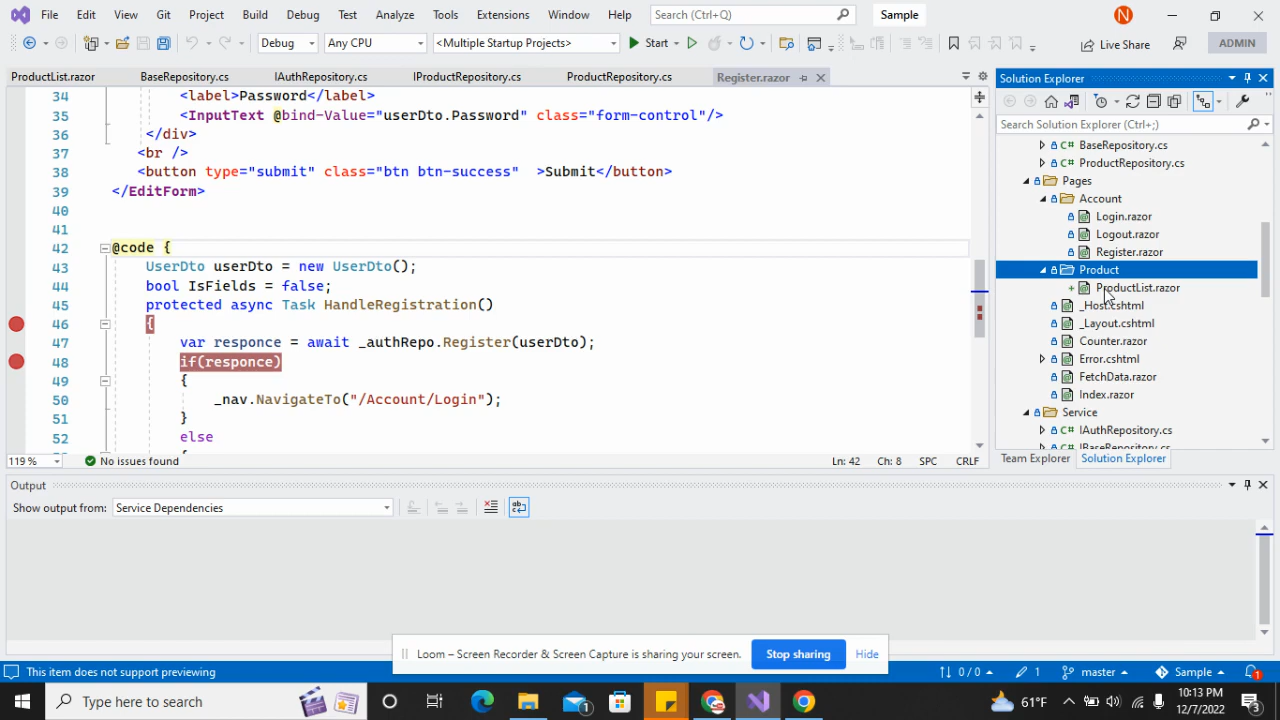 File Edit View Git Project Build Debug Test Analyze Tools Extensions Window Help Search (Ctrl+Q) Sample N
Debug Any CPU <Multiple Startup Projects> Start Live Share ADMIN
ProductList.razor BaseRepository.cs IAuthRepository.cs IProductRepository.cs ProductRepository.cs Register.razor
34 <label>Password</label>
35 <InputText @bind-Value="userDto.Password" class="form-control"/>
36 </div>
37 <br />
38 <button type="submit" class="btn btn-success" >Submit</button>
39 </EditForm>
40
41
42 @code {
43 UserDto userDto = new UserDto();
44 bool IsFields = false;
45 protected async Task HandleRegistration()
46 {
47 var responce = await _authRepo.Register(userDto);
48 if(responce)
49 {
50 _nav.NavigateTo("/Account/Login");
51 }
52 else
119 % No issues found Ln: 42 Ch: 8 SPC CRLF
Solution Explorer
Search Solution Explorer (Ctrl+;)
C# BaseRepository.cs
C# ProductRepository.cs
Pages
Account
Login.razor
Logout.razor
Register.razor
Product
+ ProductList.razor
_Host.cshtml
_Layout.cshtml
Counter.razor
Error.cshtml
FetchData.razor
Index.razor
Service
C# IAuthRepository.cs
C# IBaseRepository.cs
Team Explorer Solution Explorer
Output
Show output from: Service Dependencies
Loom – Screen Recorder & Screen Capture is sharing your screen. Stop sharing Hide
This item does not support previewing 0 / 0 1 master Sample 1
Type here to search 1 61°F 10:13 PM
12/7/2022 3